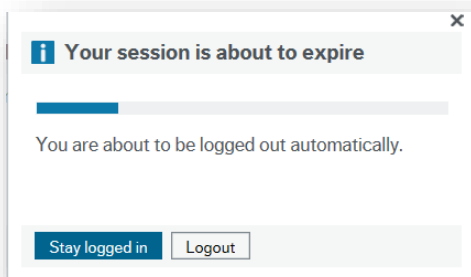 Your session is about to expire
You are about to be logged out automatically.
Stay logged in
Logout